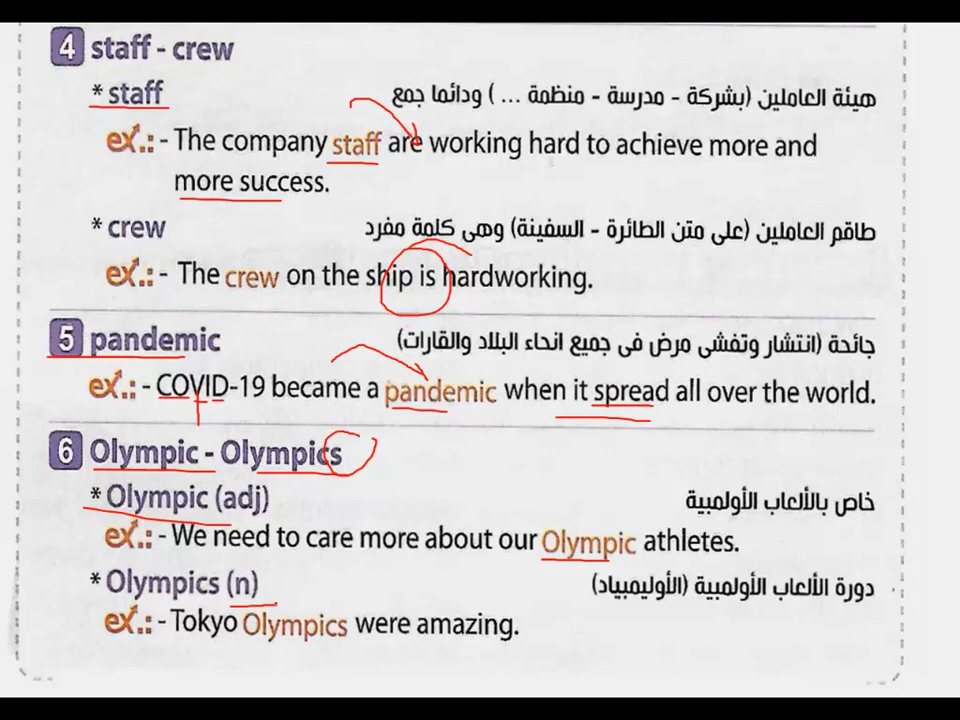 4 staff - crew
* staff هيئة العاملين (بشركة - مدرسة - منظمة ... ) ودائما جمع
ex.: - The company staff are working hard to achieve more and
more success.
* crew طاقم العاملين (على متن الطائرة - السفينة) وهى كلمة مفرد
ex.: - The crew on the ship is hardworking.
5 pandemic جائحة (انتشار وتفشى مرض فى جميع انحاء البلاد والقارات)
ex.: - COVID-19 became a pandemic when it spread all over the world.
6 Olympic - Olympics
* Olympic (adj) خاص بالألعاب الأولمبية
ex.: - We need to care more about our Olympic athletes.
* Olympics (n) دورة الألعاب الأولمبية (الأوليمبياد)
ex.: - Tokyo Olympics were amazing.